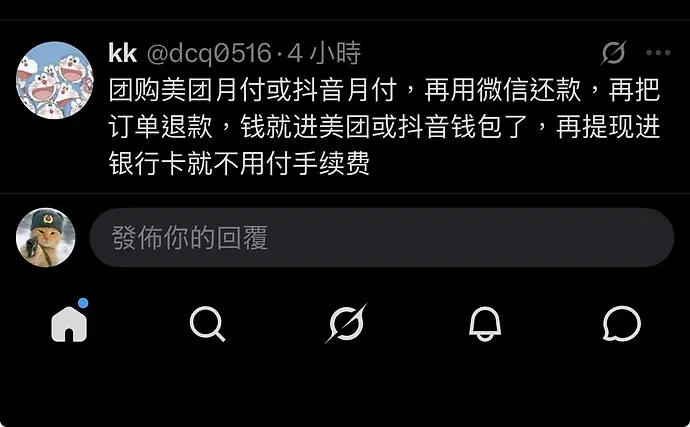 kk @dcq0516·4 小時
团购美团月付或抖音月付，再用微信还款，再把
订单退款，钱就进美团或抖音钱包了，再提现进
银行卡就不用付手续费
發佈你的回覆